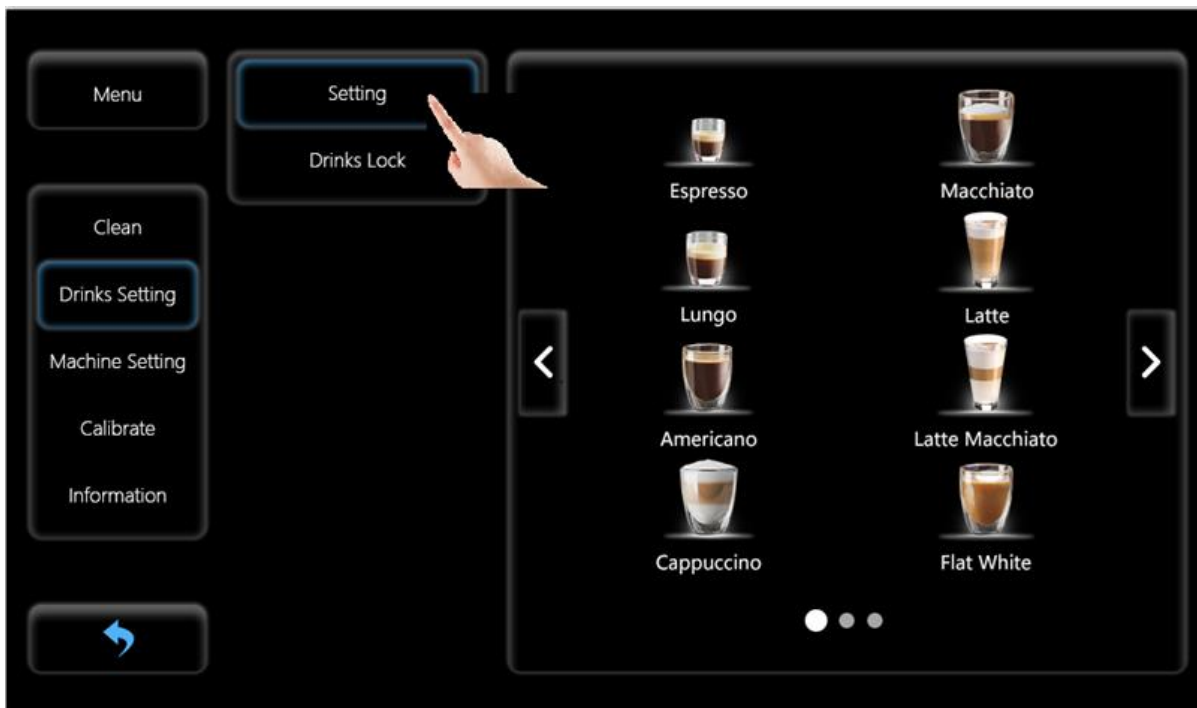 Menu
Clean
Drinks Setting
Machine Setting
Calibrate
Information
Setting
Drinks Lock
Espresso
Macchiato
Lungo
Latte
Americano
Latte Macchiato
Cappuccino
Flat White